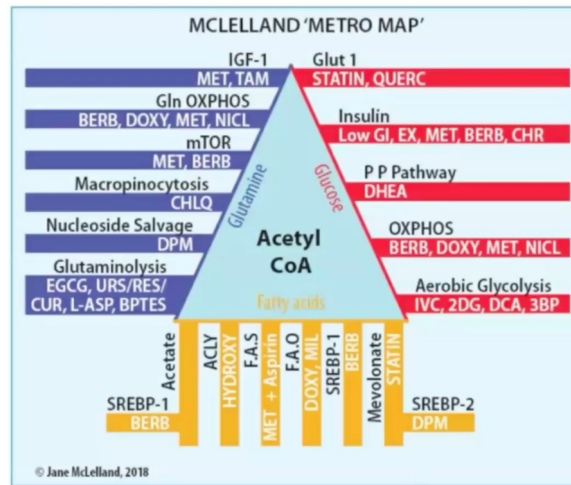 MCLELLAND 'METRO MAP'
IGF-1
MET, TAM
Gln OXPHOS
BERB, DOXY, MET, NICL
mTOR
MET, BERB
Macropinocytosis
CHLQ
Nucleoside Salvage
DPM
Glutaminolysis
EGCG, URS/RES/
CUR, L-ASP, BPTES
Glut 1
STATIN, QUERC
Insulin
Low GI, EX, MET, BERB, CHR
P P Pathway
DHEA
OXPHOS
BERB, DOXY, MET, NICL
Aerobic Glycolysis
IVC, 2DG, DCA, 3BP
Glutamine
Glucose
Acetyl
CoA
Fatty acids
SREBP-1
BERB
Acetate
ACLY
HYDROXY
F.A.S
MET + Aspirin
F.A.O
DOXY, MIL
SREBP-1
BERB
Mevolonate
STATIN
SREBP-2
DPM
© Jane McLelland, 2018